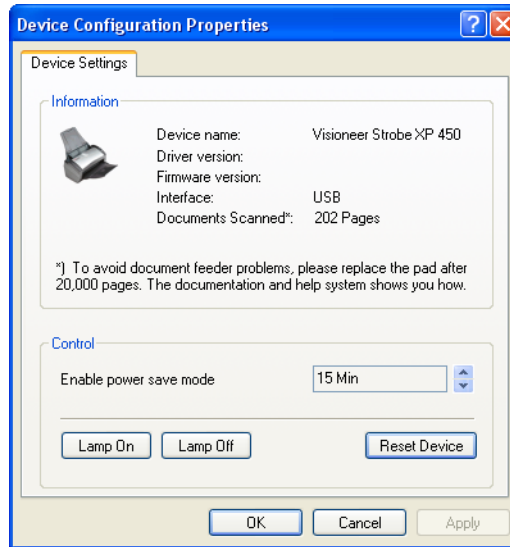 Device Configuration Properties
Device Settings
Information
Device name: Visioneer Strobe XP 450
Driver version:
Firmware version:
Interface: USB
Documents Scanned*: 202 Pages
*) To avoid document feeder problems, please replace the pad after
20,000 pages. The documentation and help system shows you how.
Control
Enable power save mode 15 Min
Lamp On Lamp Off Reset Device
OK Cancel Apply